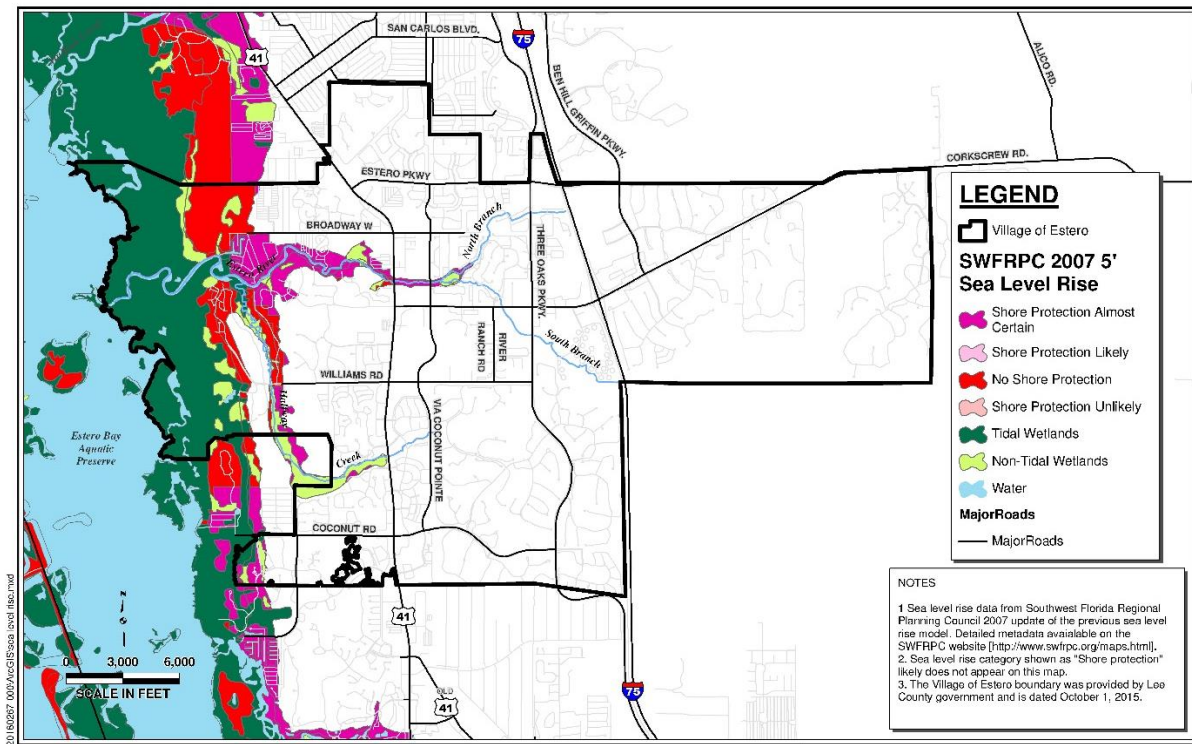 SAN CARLOS BLVD.
41
75
BEN HILL GRIFFIN PKWY.
ALICO RD.
CORKSCREW RD.
ESTERO PKWY
BROADWAY W
North Branch
Estero River
THREE OAKS PKWY.
RIVER
RANCH RD
South Branch
WILLIAMS RD
Halfway
Creek
VIA COCONUT POINTE
Estero Bay
Aquatic
Preserve
COCONUT RD
41
OLD
41
75
N
0 3,000 6,000
SCALE IN FEET
LEGEND
Village of Estero
SWFRPC 2007 5'
Sea Level Rise
Shore Protection Almost
Certain
Shore Protection Likely
No Shore Protection
Shore Protection Unlikely
Tidal Wetlands
Non-Tidal Wetlands
Water
MajorRoads
MajorRoads
NOTES
1 Sea level rise data from Southwest Florida Regional
Planning Council 2007 update of the previous sea level
rise model. Detailed metadata avaialable on the
SWFRPC website [http://www.swfrpc.org/maps.html].
2. Sea level rise category shown as "Shore protection"
likely does not appear on this map.
3. The Village of Estero boundary was provided by Lee
County government and is dated October 1, 2015.